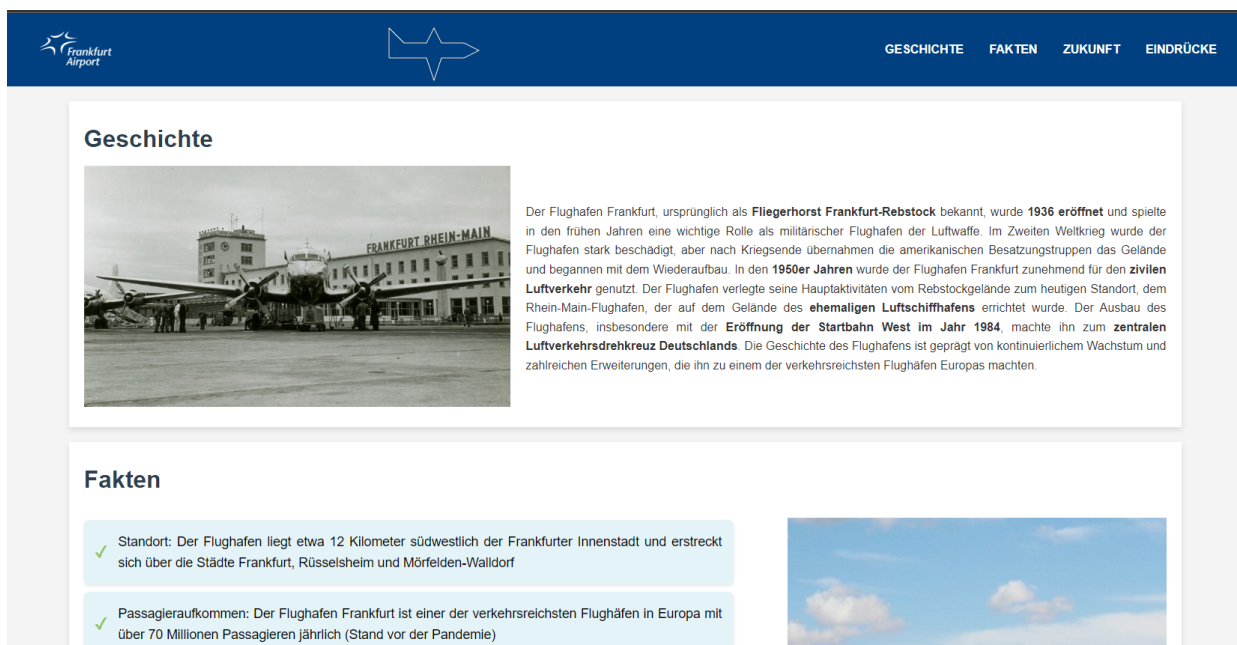 Frankfurt
Airport
GESCHICHTE FAKTEN ZUKUNFT EINDRÜCKE
Geschichte
FRANKFURT RHEIN-MAIN
Der Flughafen Frankfurt, ursprünglich als Fliegerhorst Frankfurt-Rebstock bekannt, wurde 1936 eröffnet und spielte
in den frühen Jahren eine wichtige Rolle als militärischer Flughafen der Luftwaffe. Im Zweiten Weltkrieg wurde der
Flughafen stark beschädigt, aber nach Kriegsende übernahmen die amerikanischen Besatzungstruppen das Gelände
und begannen mit dem Wiederaufbau. In den 1950er Jahren wurde der Flughafen Frankfurt zunehmend für den zivilen
Luftverkehr genutzt. Der Flughafen verlegte seine Hauptaktivitäten vom Rebstockgelände zum heutigen Standort, dem
Rhein-Main-Flughafen, der auf dem Gelände des ehemaligen Luftschiffhafens errichtet wurde. Der Ausbau des
Flughafens, insbesondere mit der Eröffnung der Startbahn West im Jahr 1984, machte ihn zum zentralen
Luftverkehrsdrehkreuz Deutschlands. Die Geschichte des Flughafens ist geprägt von kontinuierlichem Wachstum und
zahlreichen Erweiterungen, die ihn zu einem der verkehrsreichsten Flughäfen Europas machten.
Fakten
Standort: Der Flughafen liegt etwa 12 Kilometer südwestlich der Frankfurter Innenstadt und erstreckt
sich über die Städte Frankfurt, Rüsselsheim und Mörfelden-Walldorf
Passagieraufkommen: Der Flughafen Frankfurt ist einer der verkehrsreichsten Flughäfen in Europa mit
über 70 Millionen Passagieren jährlich (Stand vor der Pandemie)